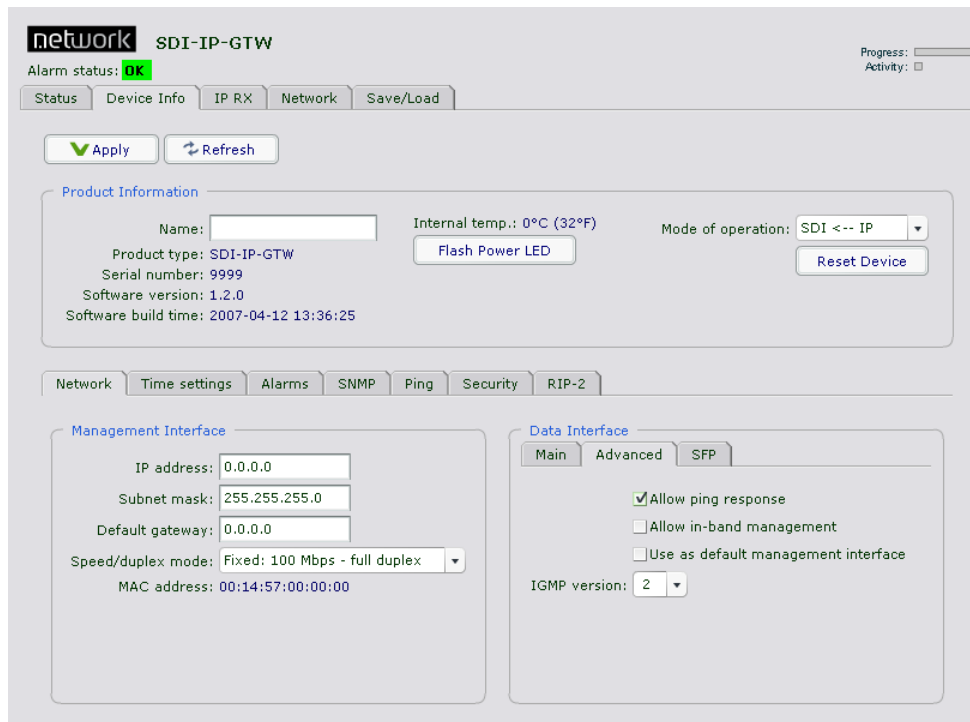 network SDI-IP-GTW
Progress:
Alarm status: OK
Activity:
Status Device Info IP RX Network Save/Load
Apply Refresh
Product Information
Name:
Internal temp.: 0°C (32°F)
Mode of operation: SDI <-- IP
Product type: SDI-IP-GTW
Flash Power LED
Reset Device
Serial number: 9999
Software version: 1.2.0
Software build time: 2007-04-12 13:36:25
Network Time settings Alarms SNMP Ping Security RIP-2
Management Interface
IP address: 0.0.0.0
Subnet mask: 255.255.255.0
Default gateway: 0.0.0.0
Speed/duplex mode: Fixed: 100 Mbps - full duplex
MAC address: 00:14:57:00:00:00
Data Interface
Main Advanced SFP
Allow ping response
Allow in-band management
Use as default management interface
IGMP version: 2